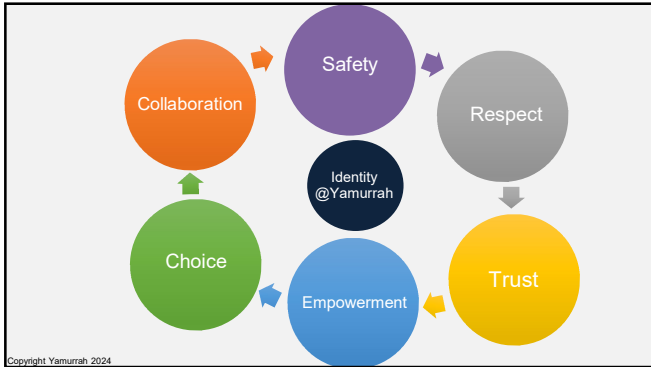 Safety
Respect
Trust
Empowerment
Choice
Collaboration
Identity
@Yamurrah
Copyright Yamurrah 2024